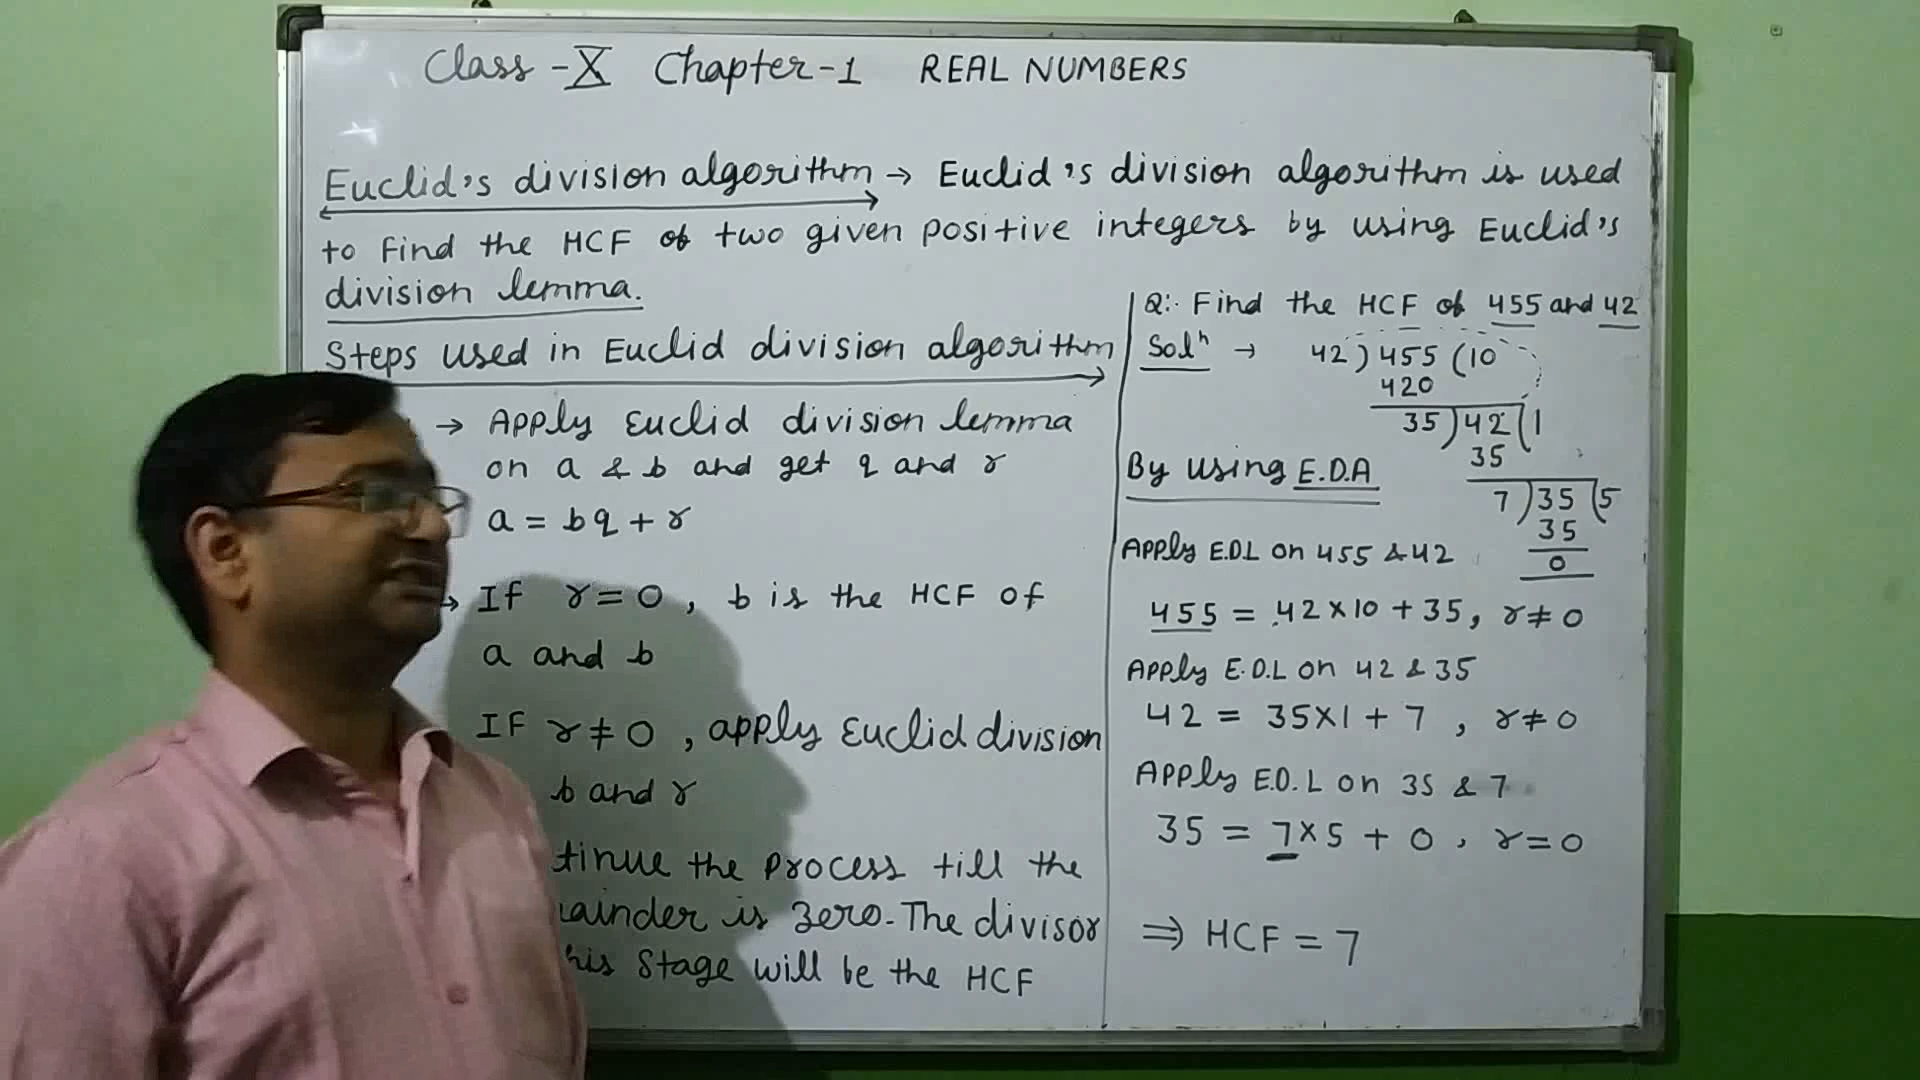 Class - X Chapter-1 REAL NUMBERS
Euclid's division algorithm → Euclid's division algorithm is used
to find the HCF of two given positive integers by using Euclid's
division lemma.
Steps used in Euclid division algorithm
→ Apply Euclid division lemma
on a & b and get q and r
a = bq + r
→ If r = 0, b is the HCF of
a and b
If r ≠ 0, apply Euclid division
b and r
tinue the process till the
ainder is zero. The divisor
his stage will be the HCF
Q:- Find the HCF of 455 and 42
Solⁿ → 42) 455 (10
420
35) 42 (1
35
7) 35 (5
35
0
By using E.D.A
Apply E.D.L on 455 & 42
455 = 42 × 10 + 35, r ≠ 0
Apply E.D.L on 42 & 35
42 = 35 × 1 + 7, r ≠ 0
Apply E.D.L on 35 & 7
35 = 7 × 5 + 0, r = 0
⇒ HCF = 7